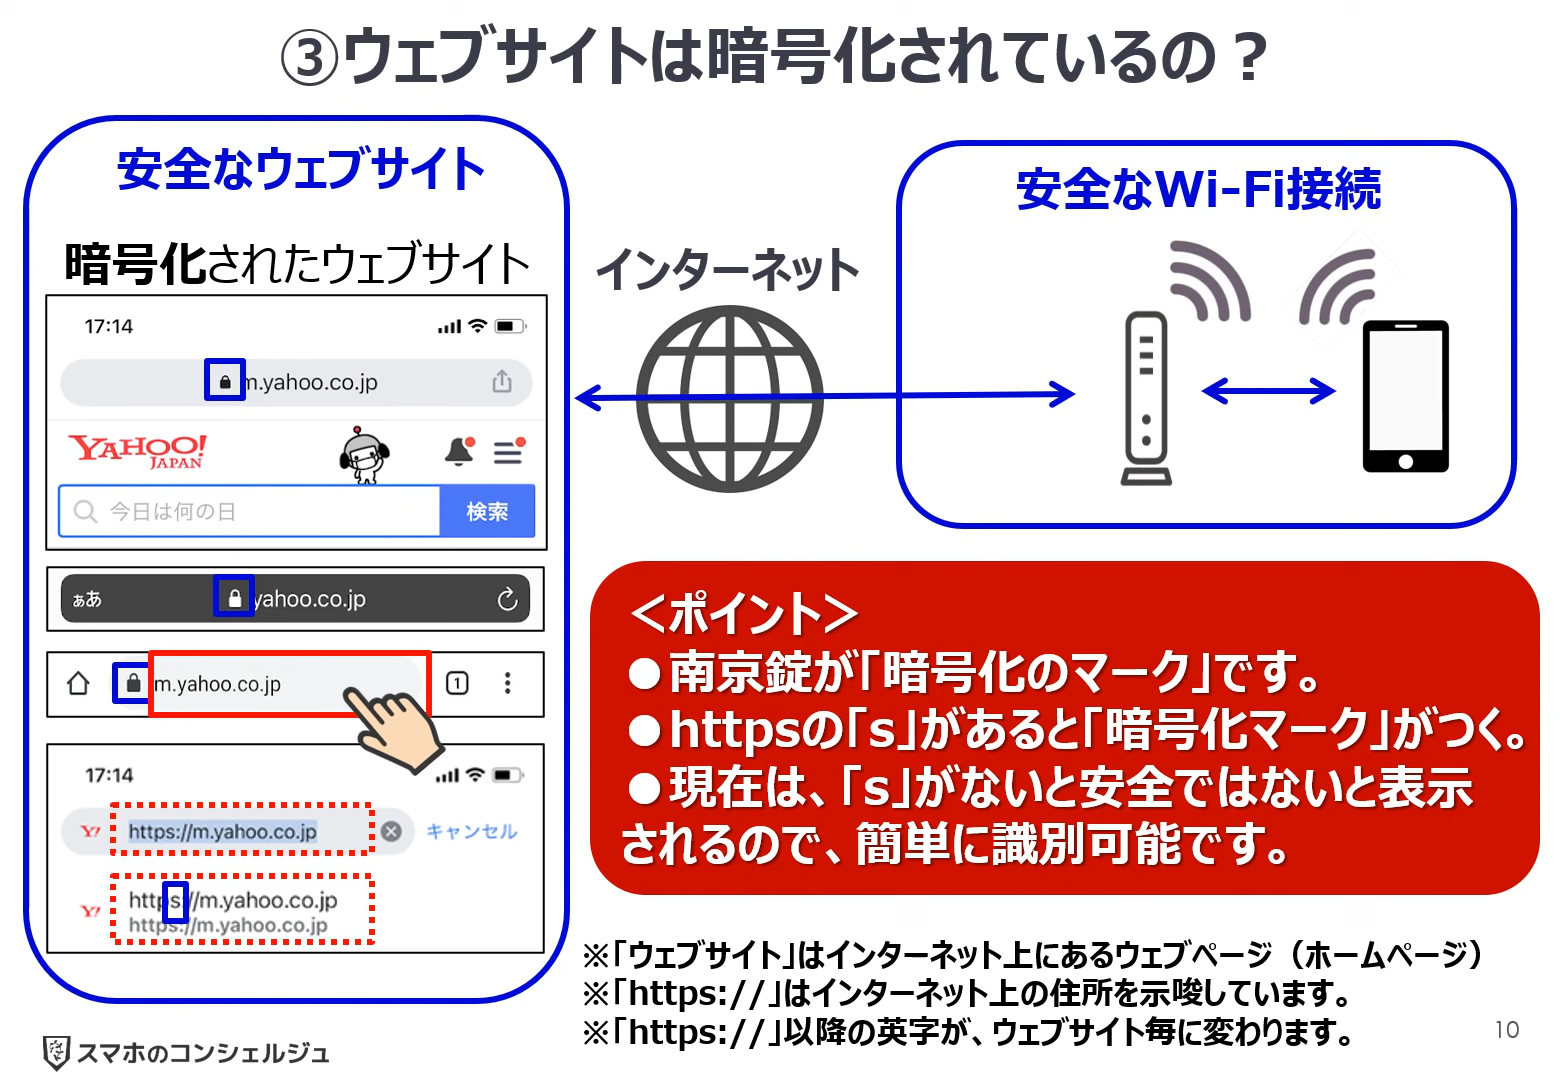 ③ウェブサイトは暗号化されているの？
安全なウェブサイト
暗号化されたウェブサイト
17:14
m.yahoo.co.jp
YAHOO!
JAPAN
今日は何の日
検索
ぁあ
yahoo.co.jp
m.yahoo.co.jp
1
17:14
Y!
https://m.yahoo.co.jp
キャンセル
Y!
https://m.yahoo.co.jp
https://m.yahoo.co.jp
インターネット
安全なWi-Fi接続
＜ポイント＞
●南京錠が「暗号化のマーク」です。
●httpsの「s」があると「暗号化マーク」がつく。
●現在は、「s」がないと安全ではないと表示
されるので、簡単に識別可能です。
※「ウェブサイト」はインターネット上にあるウェブページ（ホームページ）
※「https://」はインターネット上の住所を示唆しています。
※「https://」以降の英字が、ウェブサイト毎に変わります。
スマホのコンシェルジュ
10